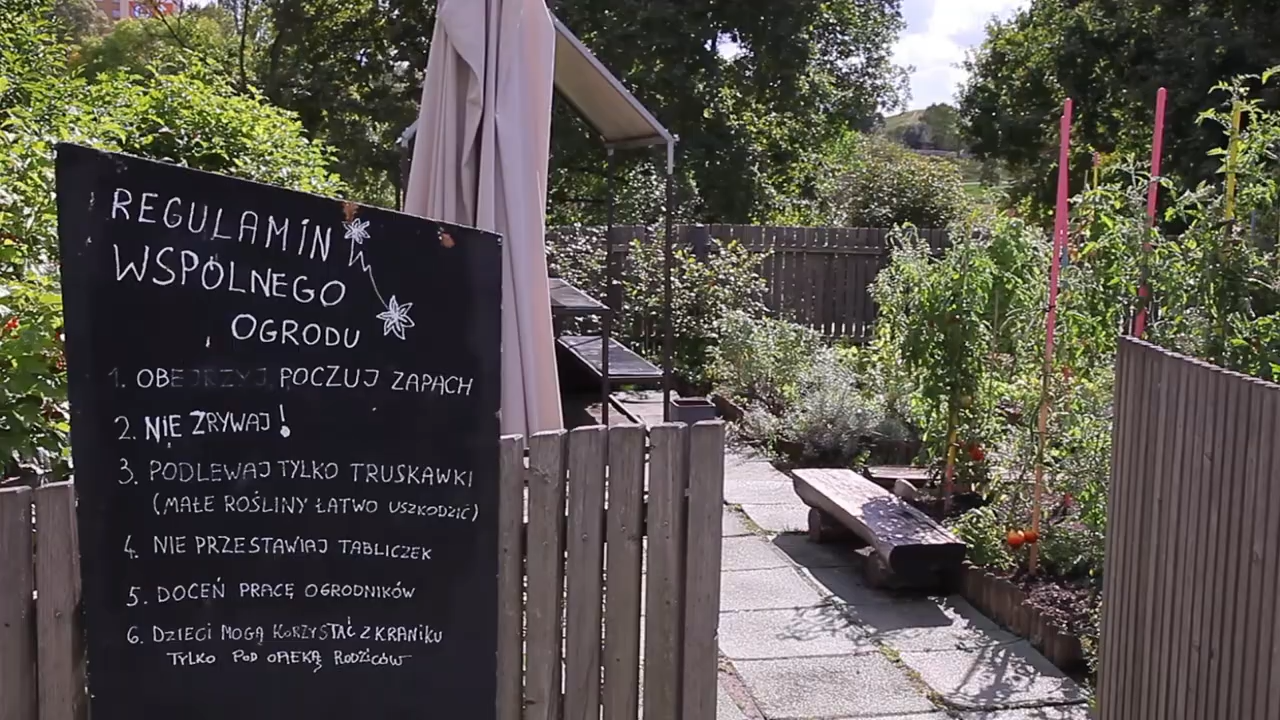 REGULAMIN
WSPÓLNEGO
OGRODU
1. OBEJRZYJ, POCZUJ ZAPACH
2. NIE ZRYWAJ!
3. PODLEWAJ TYLKO TRUSKAWKI
(MAŁE ROŚLINY ŁATWO USZKODZIĆ)
4. NIE PRZESTAWIAJ TABLICZEK
5. DOCEŃ PRACĘ OGRODNIKÓW
6. DZIECI MOGĄ KORZYSTAĆ Z KRANIKU
TYLKO POD OPIEKĄ RODZICÓW